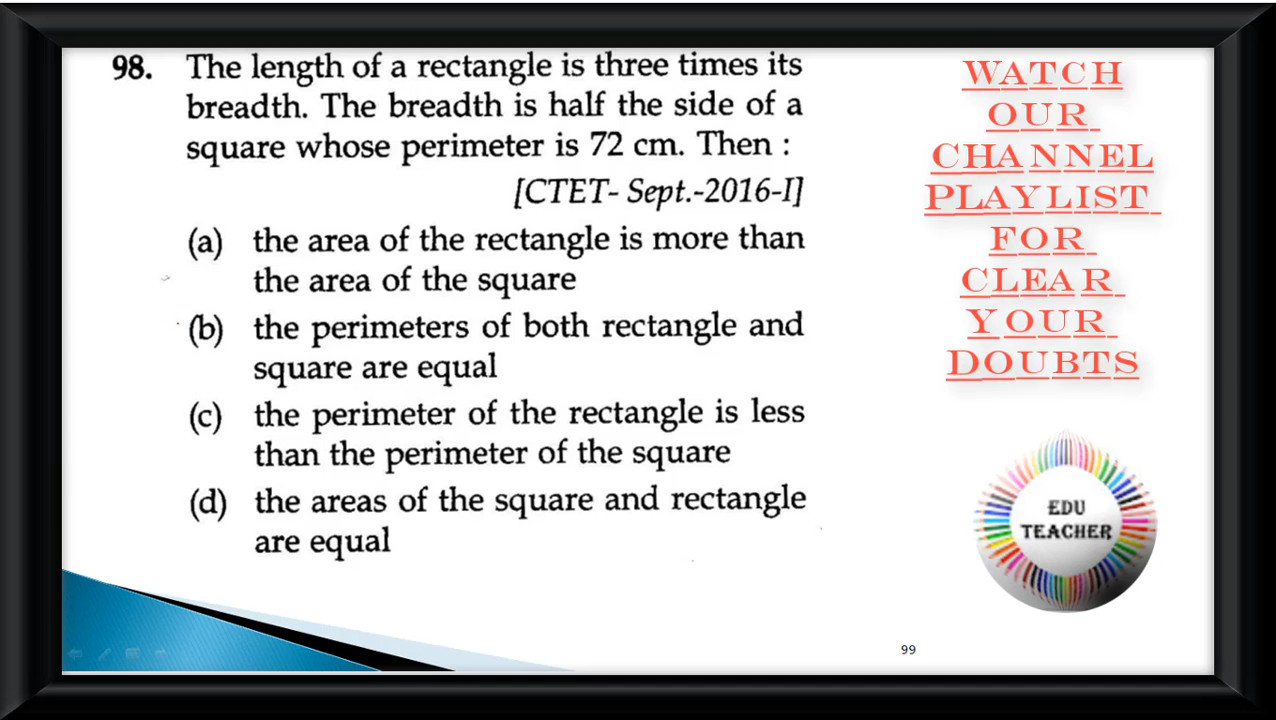 98. The length of a rectangle is three times its
breadth. The breadth is half the side of a
square whose perimeter is 72 cm. Then :
[CTET- Sept.-2016-I]
(a) the area of the rectangle is more than
the area of the square
(b) the perimeters of both rectangle and
square are equal
(c) the perimeter of the rectangle is less
than the perimeter of the square
(d) the areas of the square and rectangle
are equal
WATCH
OUR
CHANNEL
PLAYLIST
FOR
CLEAR
YOUR
DOUBTS
EDU
TEACHER
99